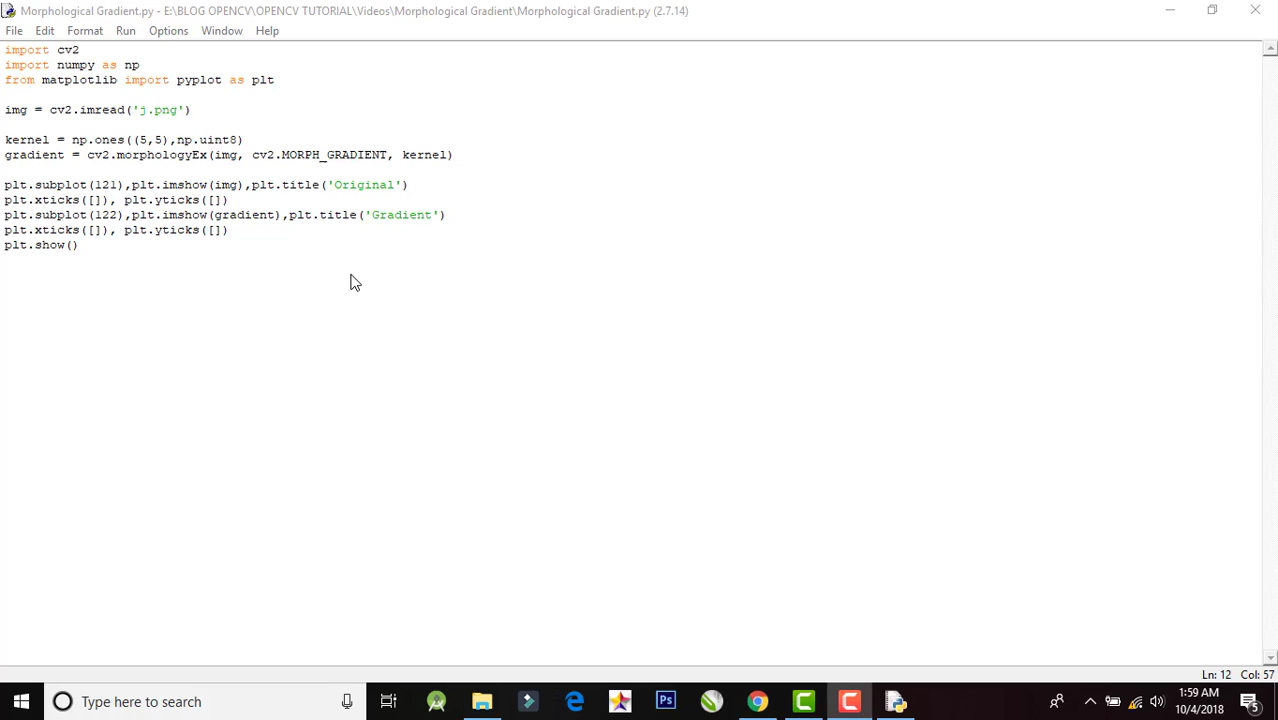 Morphological Gradient.py - E:\BLOG OPENCV\OPENCV TUTORIAL\Videos\Morphological Gradient\Morphological Gradient.py (2.7.14)
File Edit Format Run Options Window Help
import cv2
import numpy as np
from matplotlib import pyplot as plt
img = cv2.imread('j.png')
kernel = np.ones((5,5),np.uint8)
gradient = cv2.morphologyEx(img, cv2.MORPH_GRADIENT, kernel)
plt.subplot(121),plt.imshow(img),plt.title('Original')
plt.xticks([]), plt.yticks([])
plt.subplot(122),plt.imshow(gradient),plt.title('Gradient')
plt.xticks([]), plt.yticks([])
plt.show()
Ln: 12 Col: 57
Type here to search
Ps
1:59 AM
10/4/2018
5